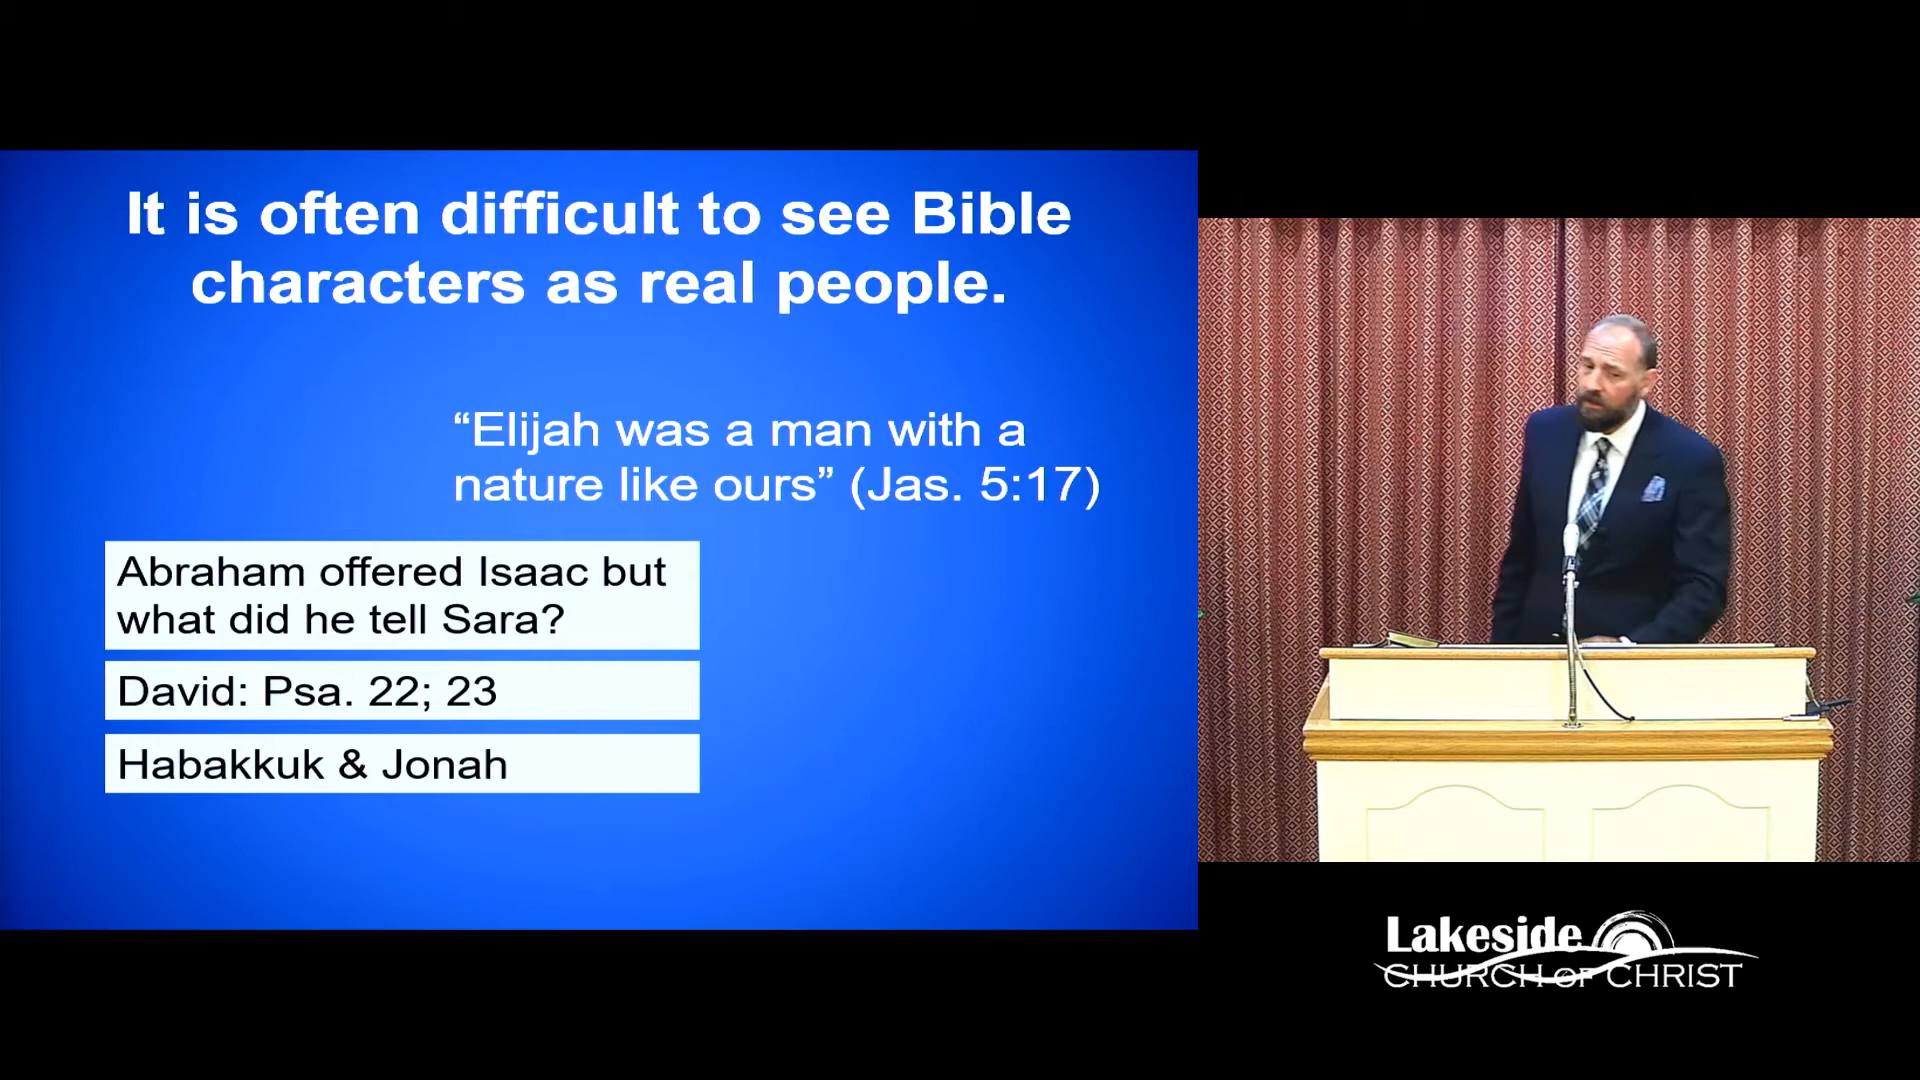 It is often difficult to see Bible
characters as real people.
“Elijah was a man with a
nature like ours” (Jas. 5:17)
Abraham offered Isaac but
what did he tell Sara?
David: Psa. 22; 23
Habakkuk & Jonah
Lakeside
CHURCH OF CHRIST